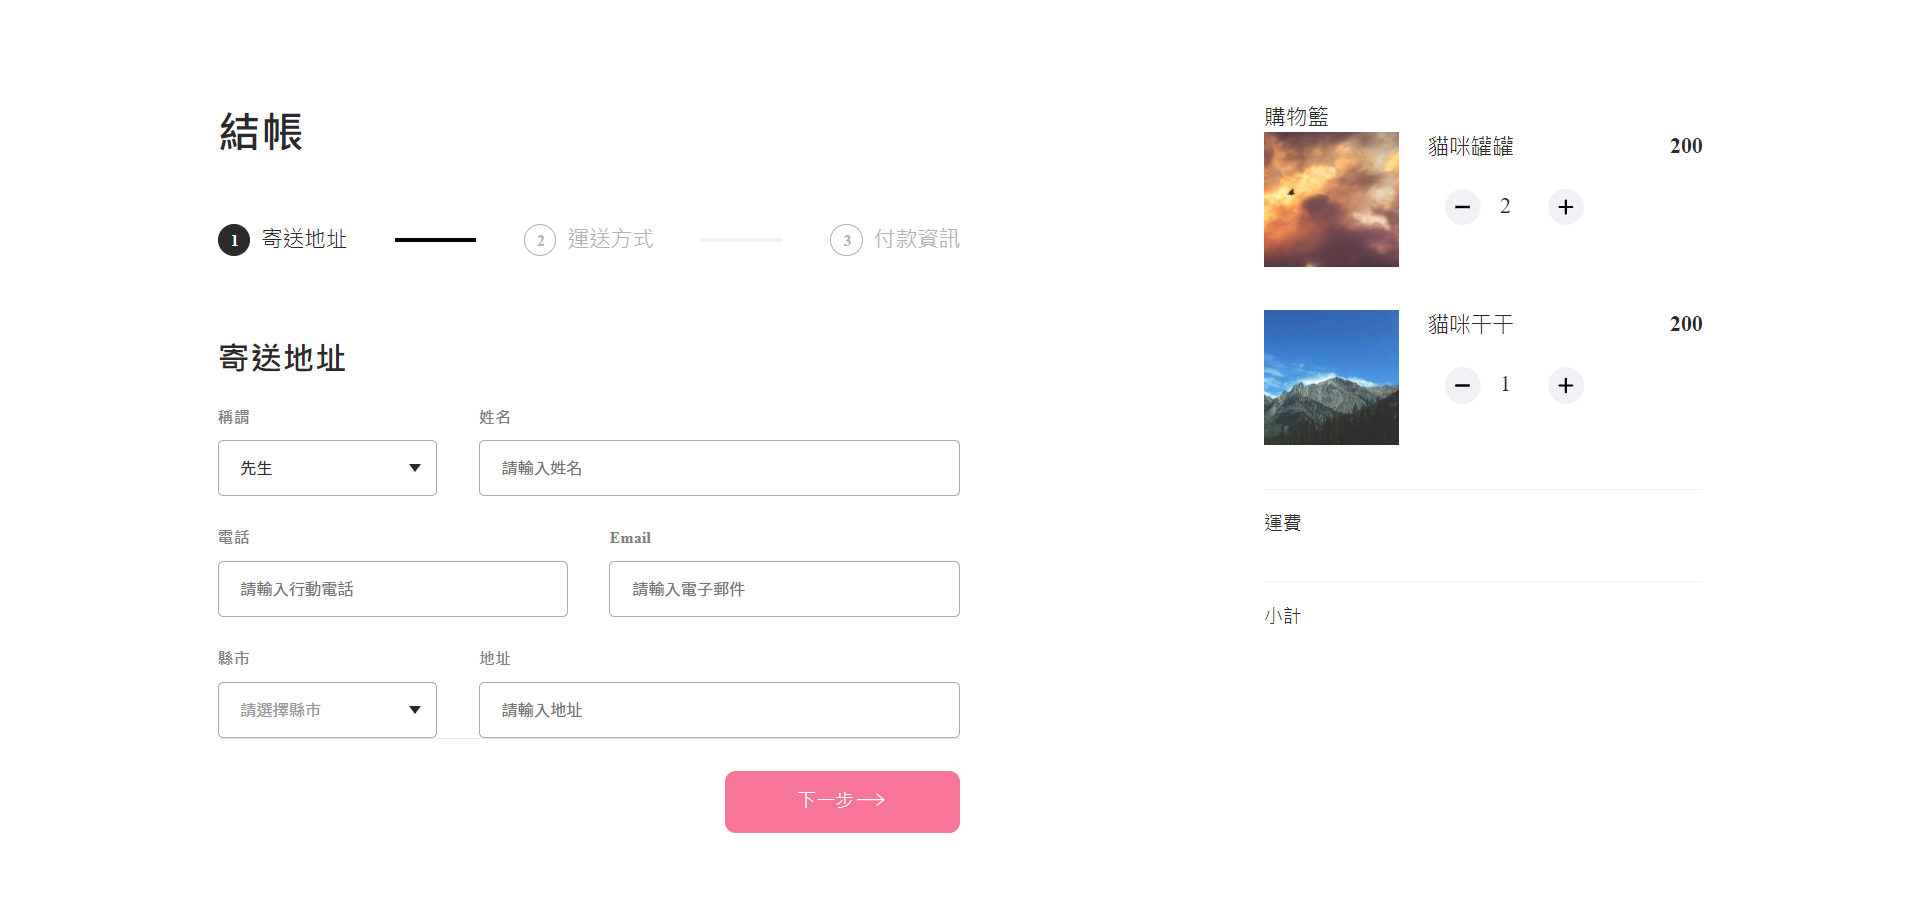 結帳
1 寄送地址
2 運送方式
3 付款資訊
寄送地址
稱謂
姓名
先生
請輸入姓名
電話
Email
請輸入行動電話
請輸入電子郵件
縣市
地址
請選擇縣市
請輸入地址
下一步
購物籃
貓咪罐罐
200
2
貓咪干干
200
1
運費
小計